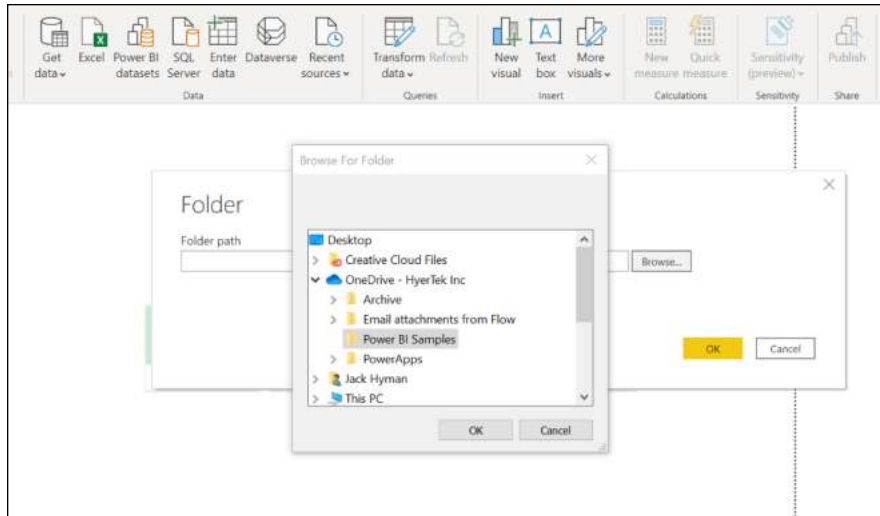 Get data
Excel
Power BI datasets
SQL Server
Enter data
Dataverse
Recent sources
Transform data
Refresh
New visual
Text box
More visuals
New measure
Quick measure
Sensitivity (preview)
Publish
Data
Queries
Insert
Calculations
Sensitivity
Share
Browse For Folder
Folder
Folder path
Browse...
Desktop
Creative Cloud Files
OneDrive - HyerTek Inc
Archive
Email attachments from Flow
Power BI Samples
PowerApps
Jack Hyman
This PC
OK
Cancel
OK
Cancel